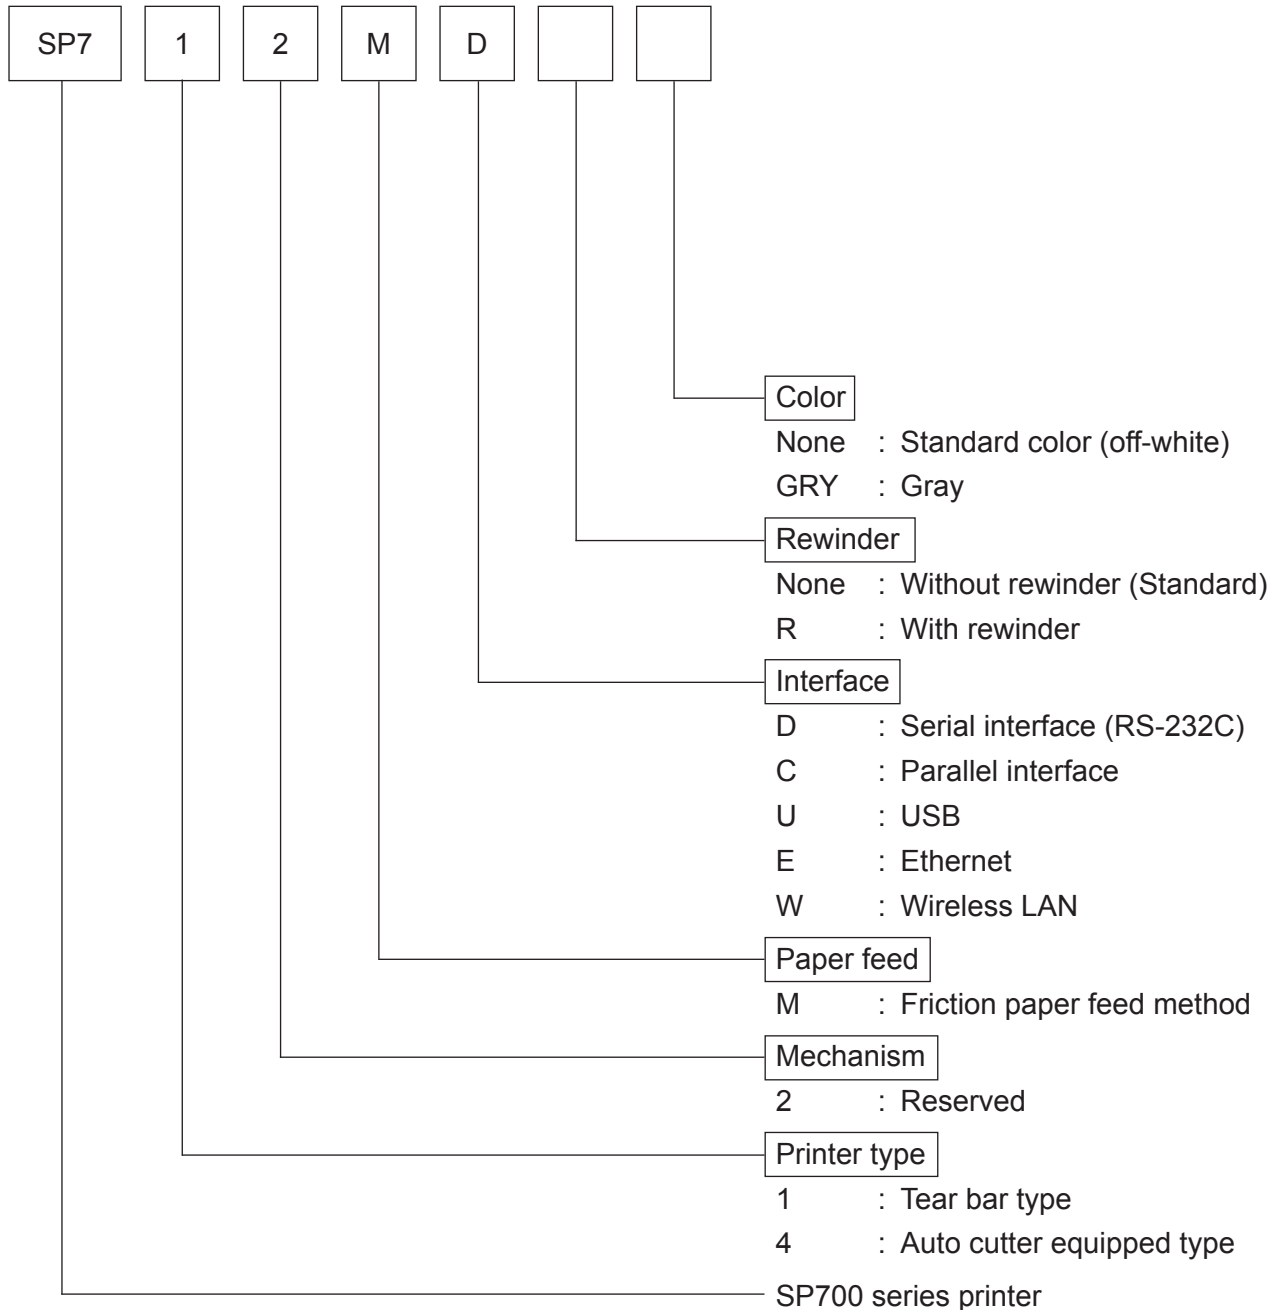 SP7 1 2 M D
Color
None : Standard color (off-white)
GRY : Gray
Rewinder
None : Without rewinder (Standard)
R : With rewinder
Interface
D : Serial interface (RS-232C)
C : Parallel interface
U : USB
E : Ethernet
W : Wireless LAN
Paper feed
M : Friction paper feed method
Mechanism
2 : Reserved
Printer type
1 : Tear bar type
4 : Auto cutter equipped type
SP700 series printer